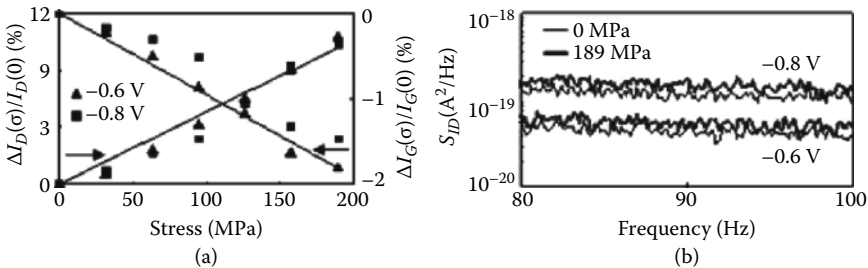 ΔI_D(σ)/I_D(0) (%)
12
9
3
0
−0.6 V
−0.8 V
0
−1
−2
ΔI_G(σ)/I_G(0) (%)
0
50
100
150
200
Stress (MPa)
(a)
S_ID(A²/Hz)
10⁻¹⁸
10⁻¹⁹
10⁻²⁰
0 MPa
189 MPa
−0.8 V
−0.6 V
80
90
100
Frequency (Hz)
(b)